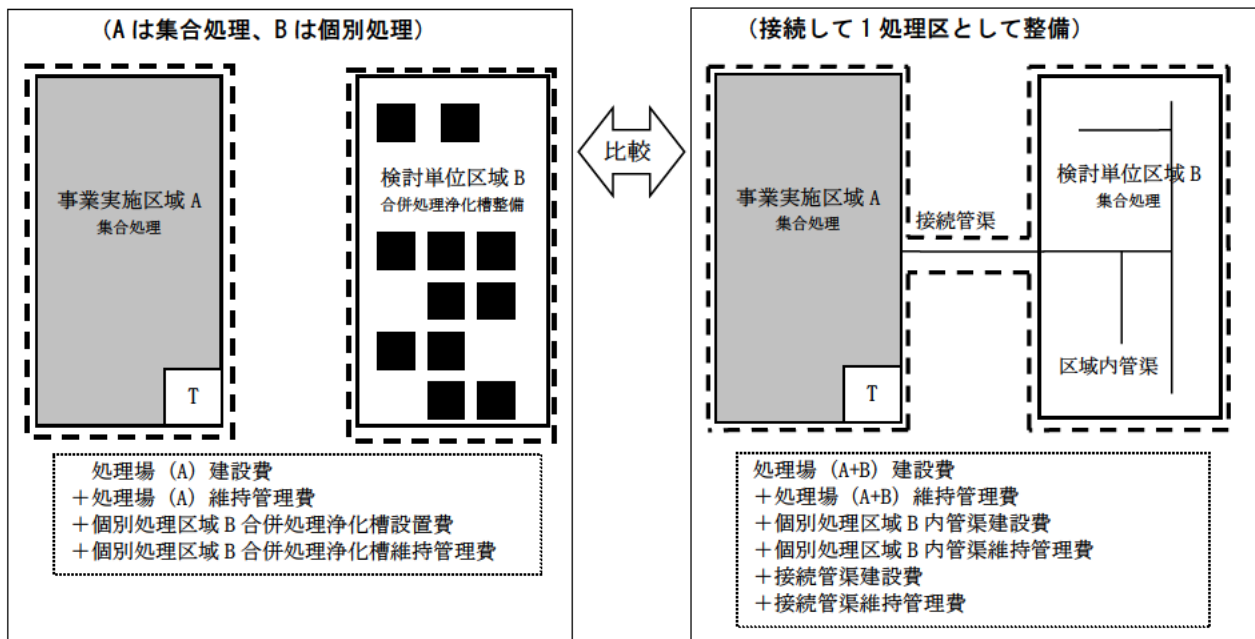 （A は集合処理、B は個別処理）
事業実施区域 A
集合処理
T
検討単位区域 B
合併処理浄化槽整備
処理場（A）建設費
＋処理場（A）維持管理費
＋個別処理区域 B 合併処理浄化槽設置費
＋個別処理区域 B 合併処理浄化槽維持管理費
比較
（接続して 1 処理区として整備）
事業実施区域 A
集合処理
T
接続管渠
検討単位区域 B
集合処理
区域内管渠
処理場（A+B）建設費
＋処理場（A+B）維持管理費
＋個別処理区域 B 内管渠建設費
＋個別処理区域 B 内管渠維持管理費
＋接続管渠建設費
＋接続管渠維持管理費